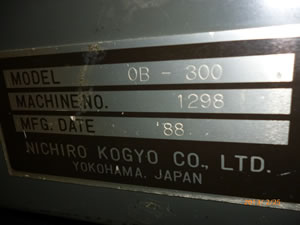 MODEL OB - 300
MACHINE NO. 1298
MFG. DATE '88
NICHIRO KOGYO CO., LTD.
YOKOHAMA, JAPAN